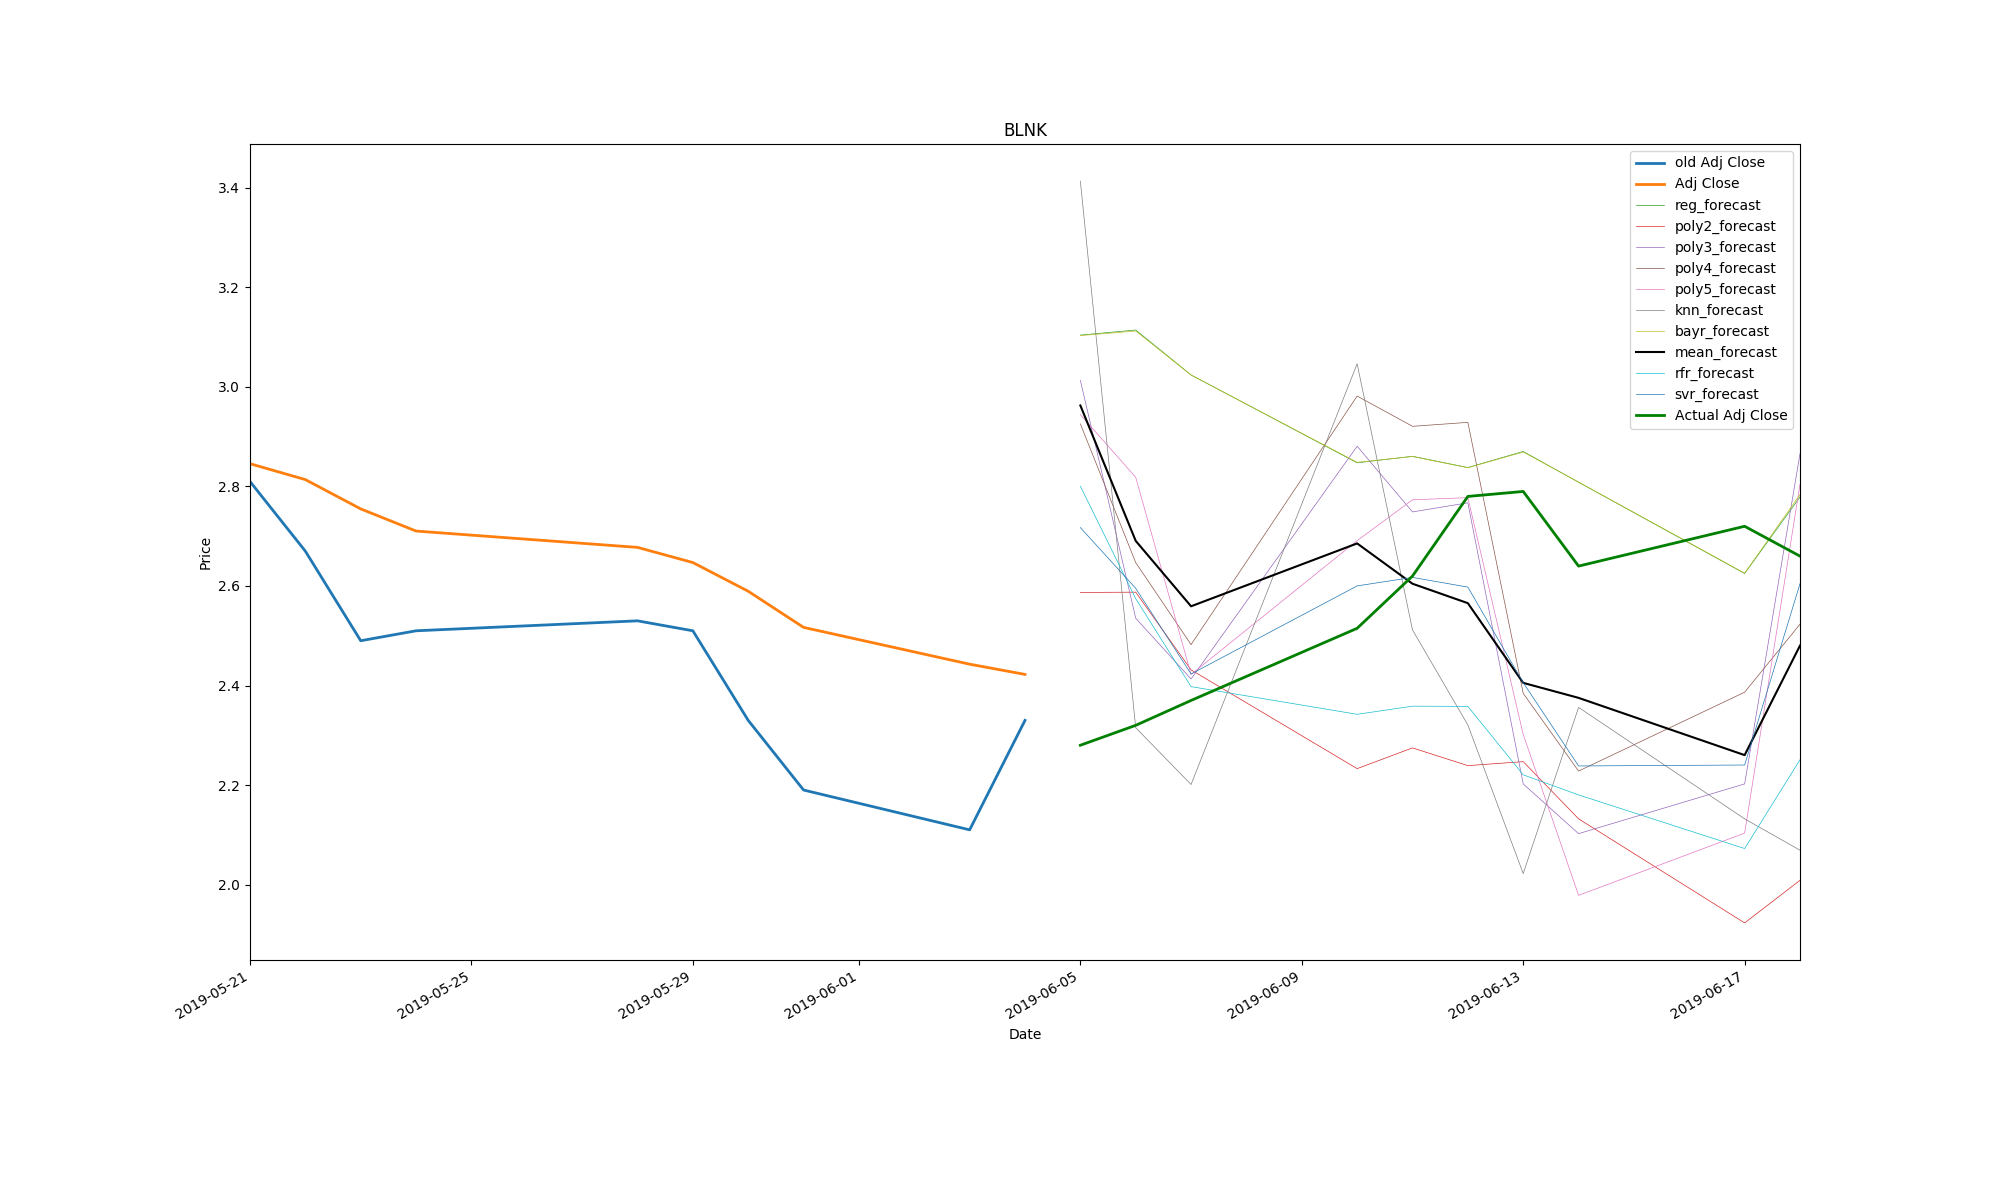 BLNK
3.4
3.2
3.0
2.8
2.6
2.4
2.2
2.0
Price
old Adj Close
Adj Close
reg_forecast
poly2_forecast
poly3_forecast
poly4_forecast
poly5_forecast
knn_forecast
bayr_forecast
mean_forecast
rfr_forecast
svr_forecast
Actual Adj Close
2019-05-21
2019-05-25
2019-05-29
2019-06-01
2019-06-05
2019-06-09
2019-06-13
2019-06-17
Date